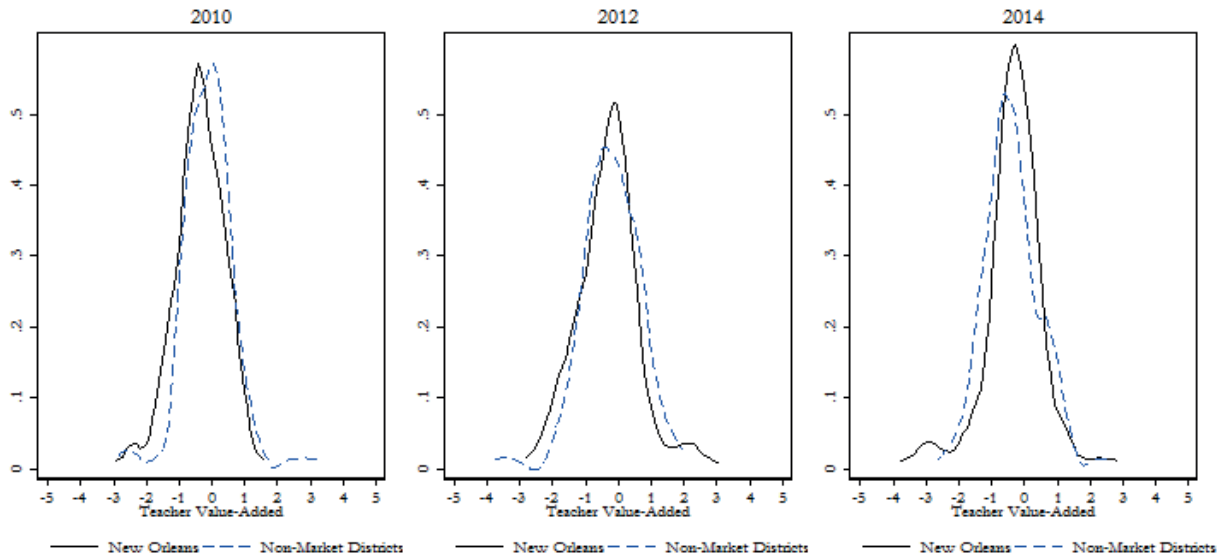 2010
.5
.4
.3
.2
.1
0
-5 -4 -3 -2 -1 0 1 2 3 4 5
Teacher Value-Added
New Orleans Non-Market Districts
2012
.5
.4
.3
.2
.1
0
-5 -4 -3 -2 -1 0 1 2 3 4 5
Teacher Value-Added
New Orleans Non-Market Districts
2014
.5
.4
.3
.2
.1
0
-5 -4 -3 -2 -1 0 1 2 3 4 5
Teacher Value-Added
New Orleans Non-Market Districts